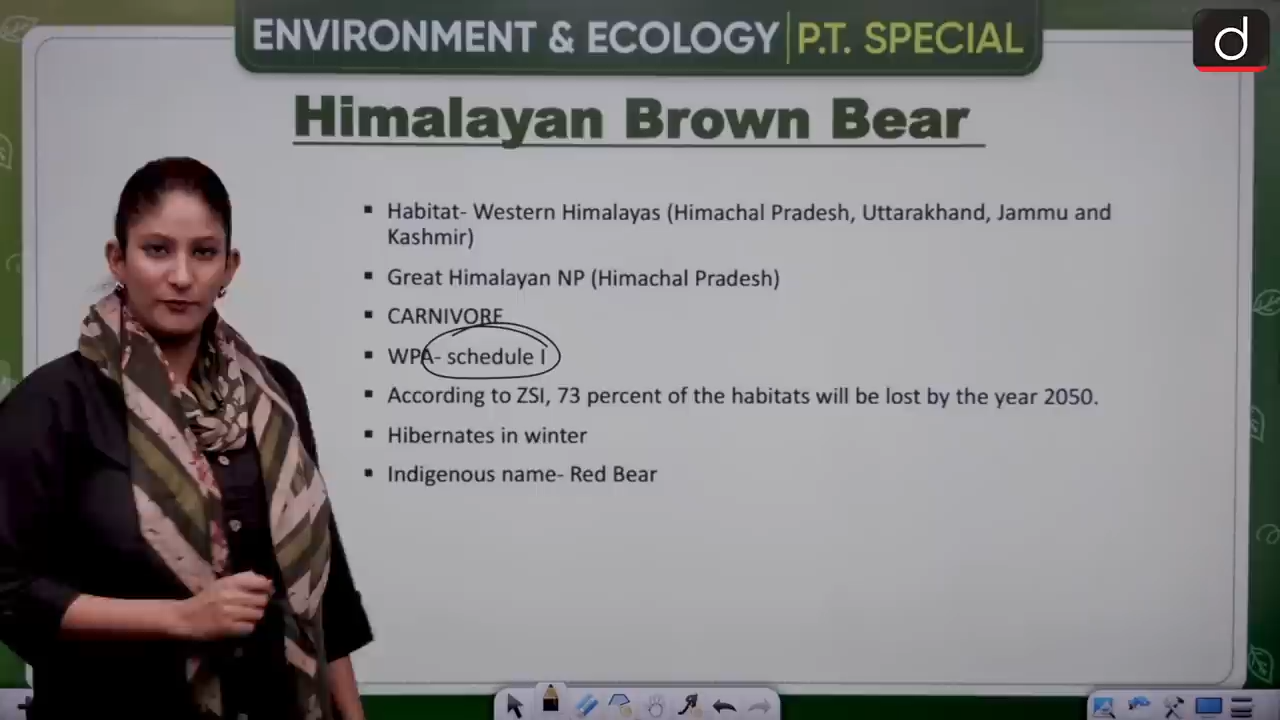 ENVIRONMENT & ECOLOGY | P.T. SPECIAL
d
Himalayan Brown Bear
▪ Habitat- Western Himalayas (Himachal Pradesh, Uttarakhand, Jammu and
Kashmir)
▪ Great Himalayan NP (Himachal Pradesh)
▪ CARNIVORE
▪ WPA- schedule I
▪ According to ZSI, 73 percent of the habitats will be lost by the year 2050.
▪ Hibernates in winter
▪ Indigenous name- Red Bear